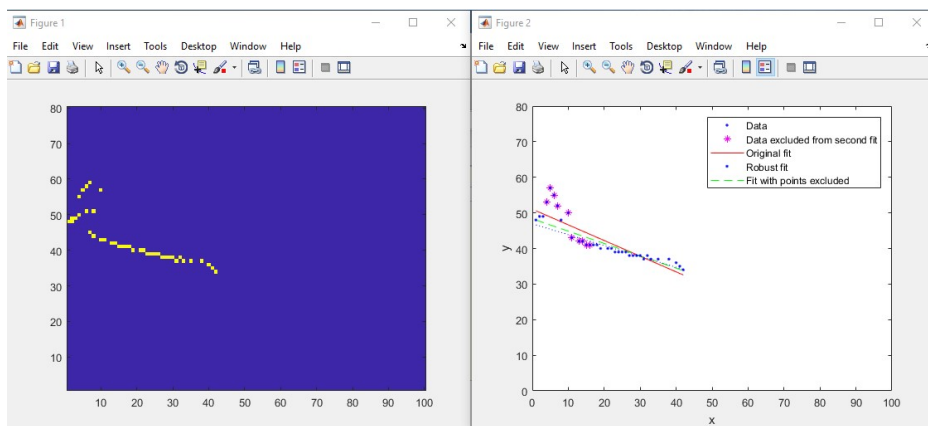 Figure 1
File Edit View Insert Tools Desktop Window Help
80
70
60
50
40
30
20
10
10 20 30 40 50 60 70 80 90 100
Figure 2
File Edit View Insert Tools Desktop Window Help
80
70
60
50
40
30
20
10
0
y
0 10 20 30 40 50 60 70 80 90 100
x
Data
Data excluded from second fit
Original fit
Robust fit
Fit with points excluded